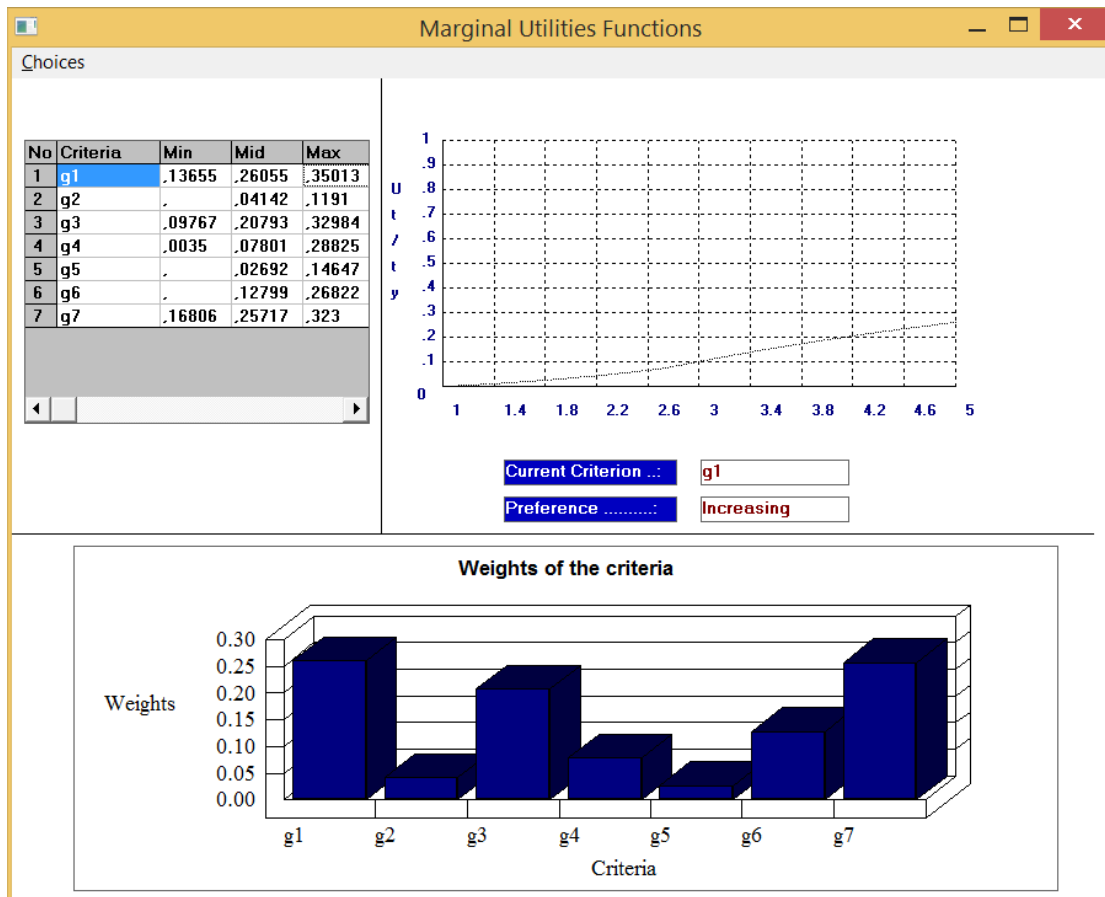 Marginal Utilities Functions
Choices
No Criteria Min Mid Max
1 g1 ,13655 ,26055 ,35013
2 g2 , ,04142 ,1191
3 g3 ,09767 ,20793 ,32984
4 g4 ,0035 ,07801 ,28825
5 g5 , ,02692 ,14647
6 g6 , ,12799 ,26822
7 g7 ,16806 ,25717 ,323
U
t
/
t
y
1
.9
.8
.7
.6
.5
.4
.3
.2
.1
0
1 1.4 1.8 2.2 2.6 3 3.4 3.8 4.2 4.6 5
Current Criterion ..: g1
Preference ..........: Increasing
Weights of the criteria
Weights
0.30
0.25
0.20
0.15
0.10
0.05
0.00
g1 g2 g3 g4 g5 g6 g7
Criteria